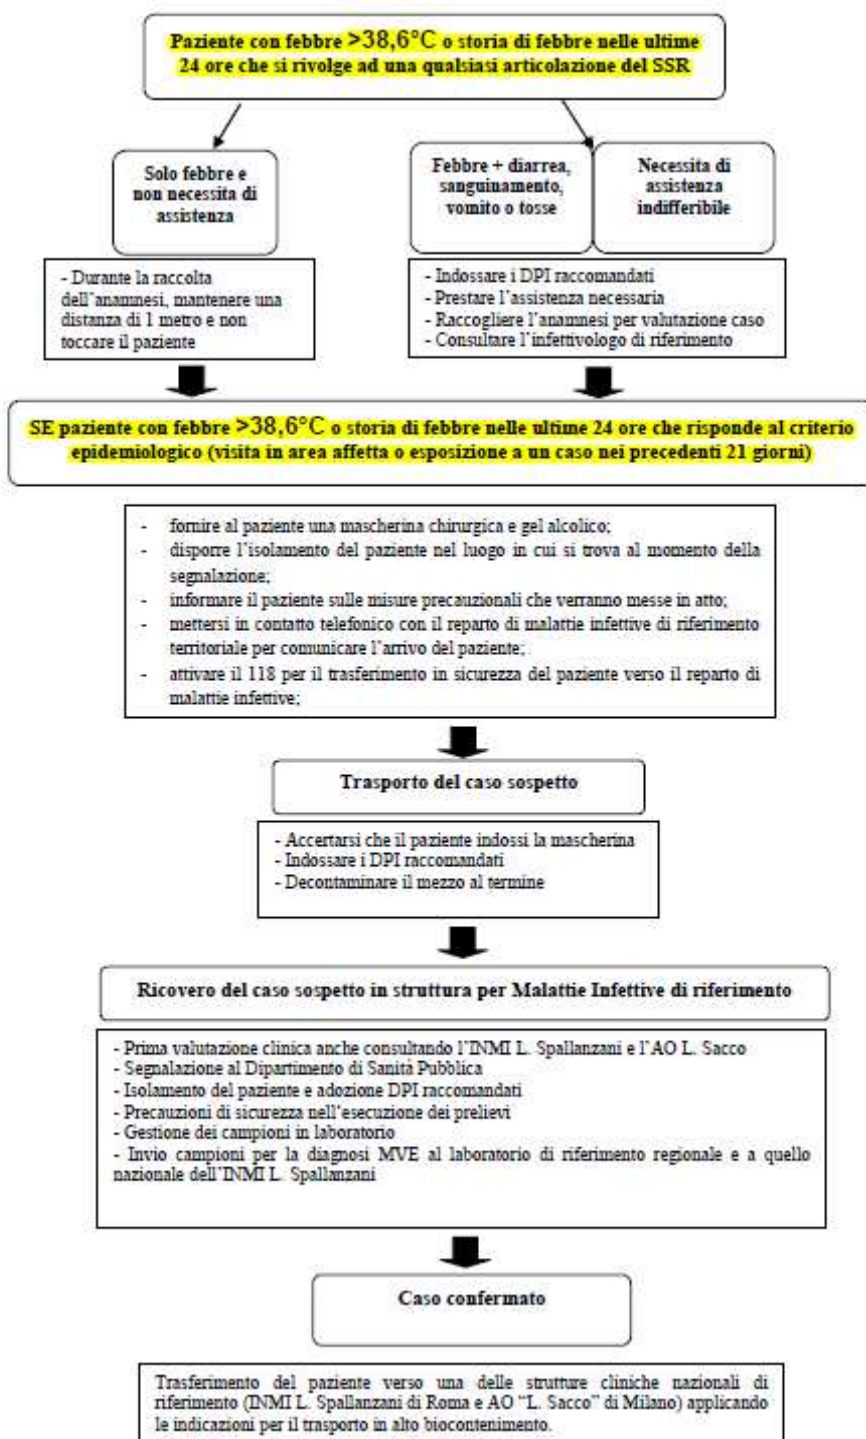 Paziente con febbre >38,6°C o storia di febbre nelle ultime
24 ore che si rivolge ad una qualsiasi articolazione del SSR
Solo febbre e
non necessita di
assistenza
Febbre + diarrea,
sanguinamento,
vomito o tosse
Necessita di
assistenza
indifferibile
- Durante la raccolta
dell'anamnesi, mantenere una
distanza di 1 metro e non
toccare il paziente
- Indossare i DPI raccomandati
- Prestare l'assistenza necessaria
- Raccogliere l'anamnesi per valutazione caso
- Consultare l'infettivologo di riferimento
SE paziente con febbre >38,6°C o storia di febbre nelle ultime 24 ore che risponde al criterio
epidemiologico (visita in area affetta o esposizione a un caso nei precedenti 21 giorni)
- fornire al paziente una mascherina chirurgica e gel alcolico;
- disporre l'isolamento del paziente nel luogo in cui si trova al momento della
segnalazione;
- informare il paziente sulle misure precauzionali che verranno messe in atto;
- mettersi in contatto telefonico con il reparto di malattie infettive di riferimento
territoriale per comunicare l'arrivo del paziente;
- attivare il 118 per il trasferimento in sicurezza del paziente verso il reparto di
malattie infettive;
Trasporto del caso sospetto
- Accertarsi che il paziente indossi la mascherina
- Indossare i DPI raccomandati
- Decontaminare il mezzo al termine
Ricovero del caso sospetto in struttura per Malattie Infettive di riferimento
- Prima valutazione clinica anche consultando l'INMI L. Spallanzani e l'AO L. Sacco
- Segnalazione al Dipartimento di Sanità Pubblica
- Isolamento del paziente e adozione DPI raccomandati
- Precauzioni di sicurezza nell'esecuzione dei prelievi
- Gestione dei campioni in laboratorio
- Invio campioni per la diagnosi MVE al laboratorio di riferimento regionale e a quello
nazionale dell'INMI L. Spallanzani
Caso confermato
Trasferimento del paziente verso una delle strutture cliniche nazionali di
riferimento (INMI L. Spallanzani di Roma e AO "L. Sacco" di Milano) applicando
le indicazioni per il trasporto in alto biocontenimento.